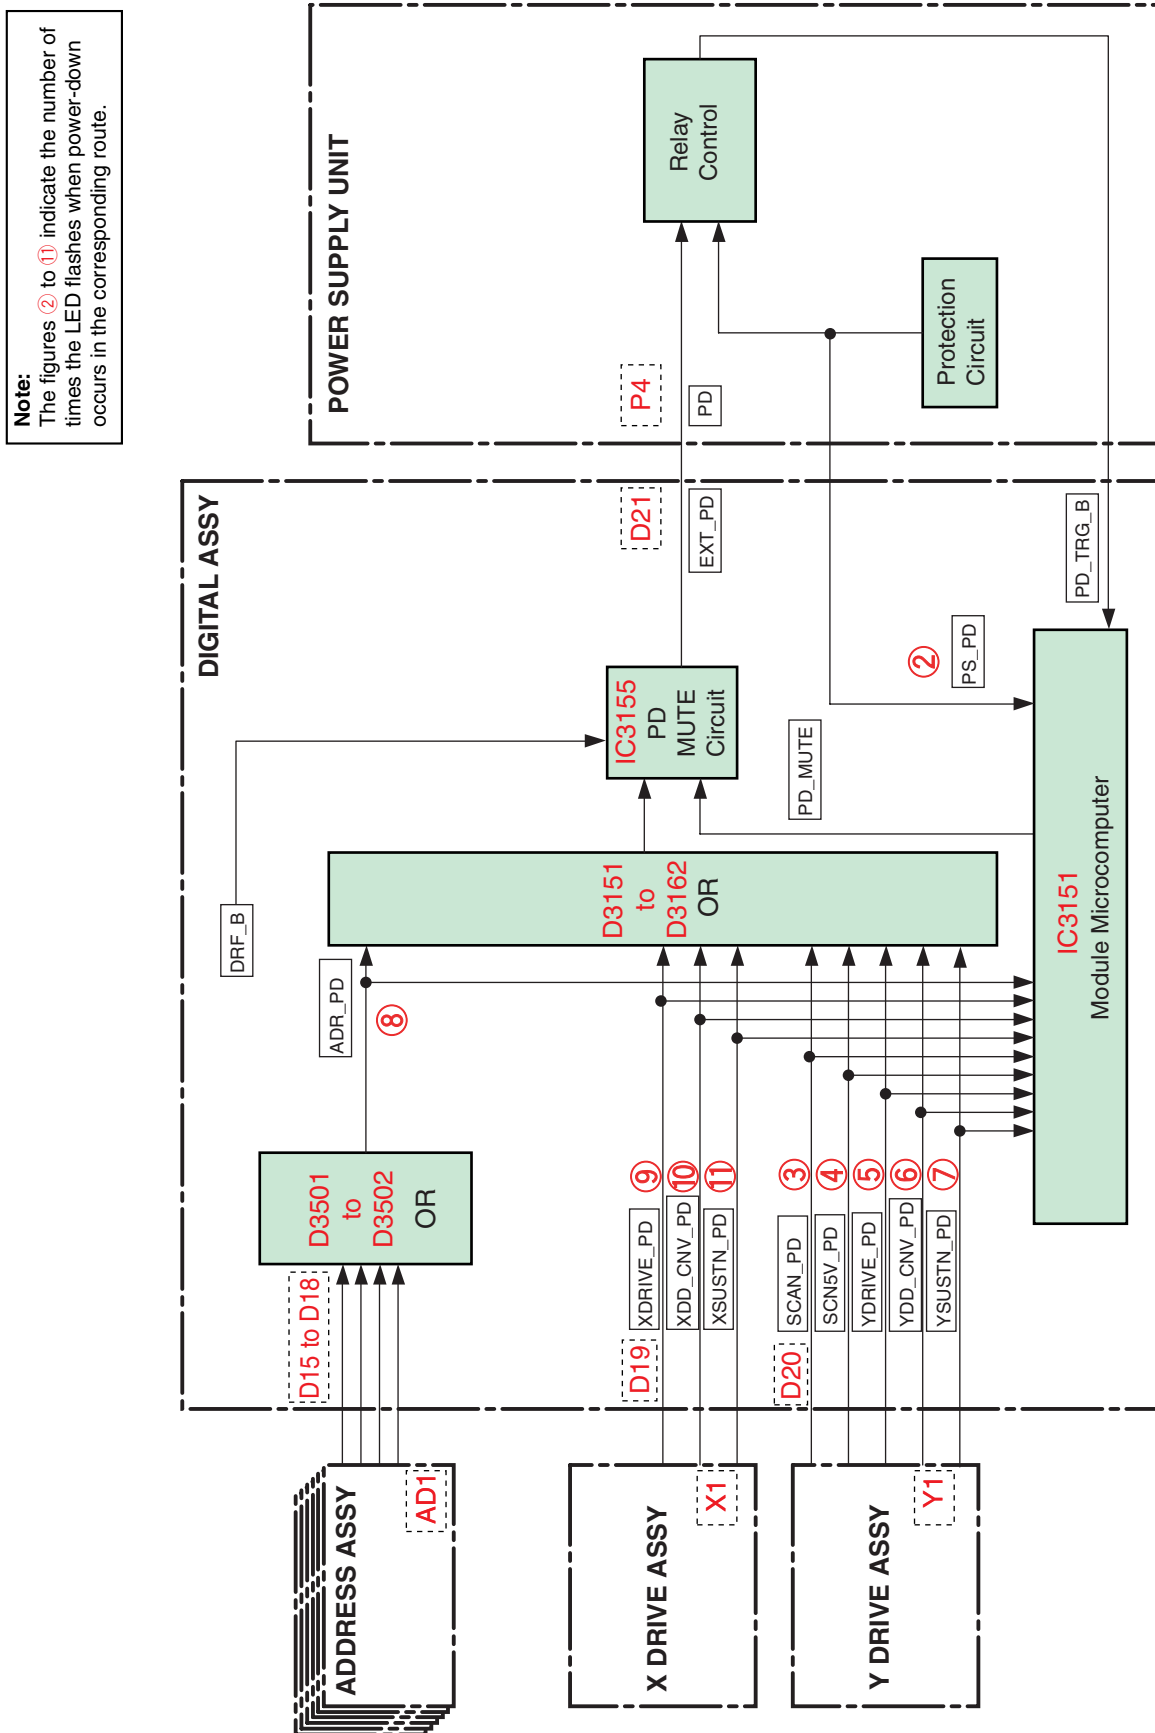 Note:
The figures ② to ⑪ indicate the number of
times the LED flashes when power-down
occurs in the corresponding route.
ADDRESS ASSY
AD1
X DRIVE ASSY
X1
Y DRIVE ASSY
Y1
DIGITAL ASSY
D15 to D18
D3501
to
D3502
OR
ADR_PD
⑧
DRF_B
D19
XDRIVE_PD
⑨
XDD_CNV_PD
⑩
XSUSTN_PD
⑪
D20
SCAN_PD
③
SCN5V_PD
④
YDRIVE_PD
⑤
YDD_CNV_PD
⑥
YSUSTN_PD
⑦
D3151
to
D3162
OR
IC3155
PD
MUTE
Circuit
PD_MUTE
IC3151
Module Microcomputer
②
PS_PD
PD_TRG_B
D21
EXT_PD
POWER SUPPLY UNIT
P4
PD
Relay
Control
Protection
Circuit